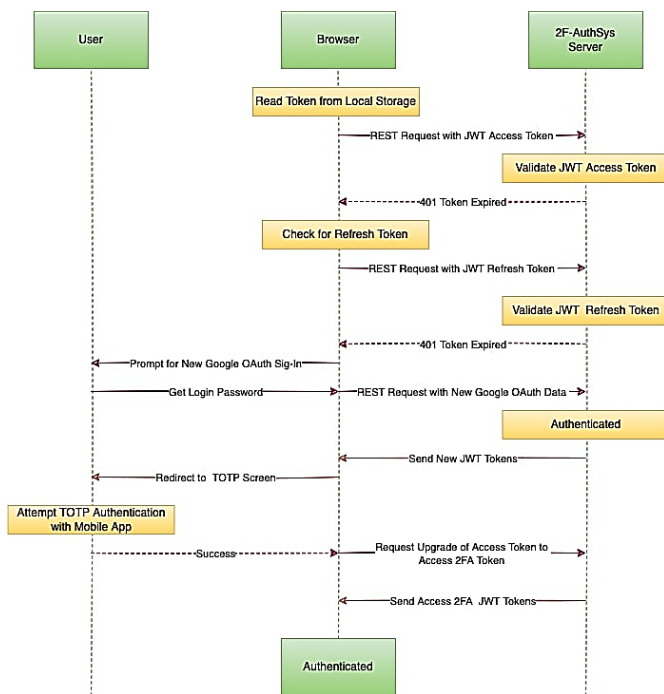 User
Browser
2F-AuthSys
Server
Read Token from Local Storage
REST Request with JWT Access Token
Validate JWT Access Token
401 Token Expired
Check for Refresh Token
REST Request with JWT Refresh Token
Validate JWT Refresh Token
401 Token Expired
Prompt for New Google OAuth Sig-In
Get Login Password
REST Request with New Google OAuth Data
Authenticated
Send New JWT Tokens
Redirect to TOTP Screen
Attempt TOTP Authentication
with Mobile App
Success
Request Upgrade of Access Token to
Access 2FA Token
Send Access 2FA JWT Tokens
Authenticated